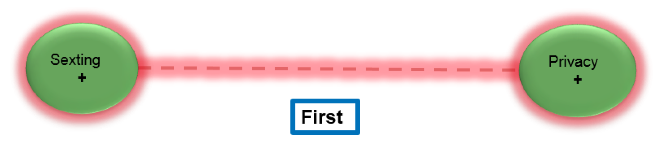 Sexting
+
Privacy
+
First